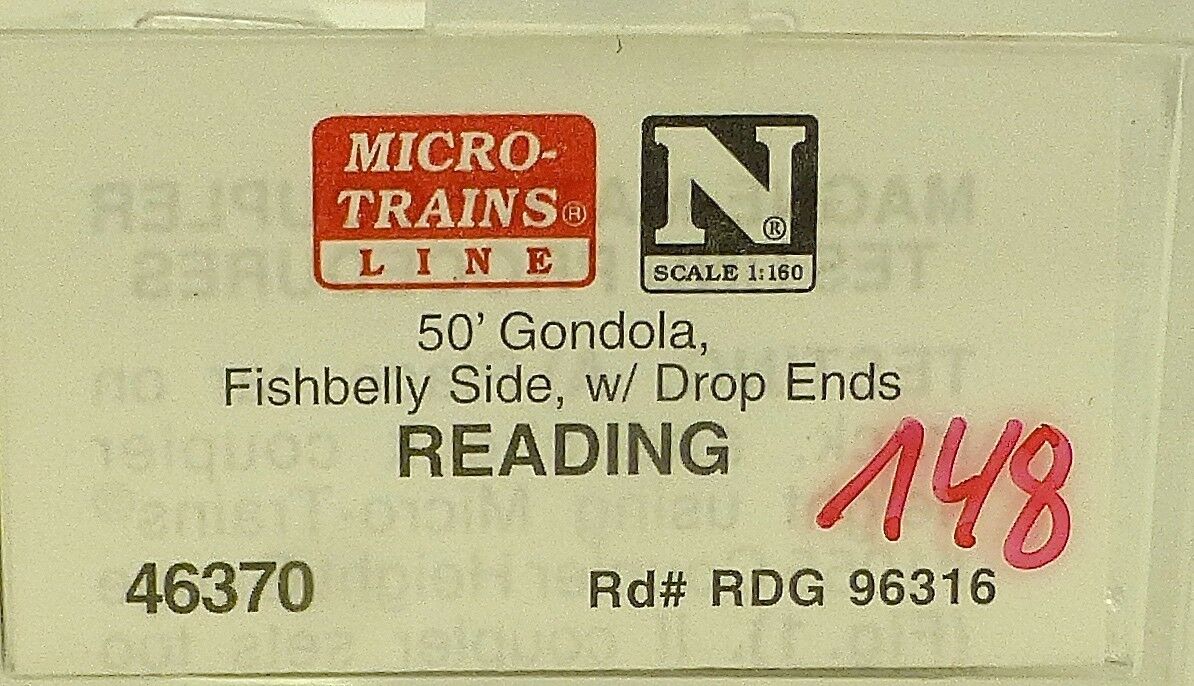 MICRO-
TRAINS®
LINE
N®
SCALE 1:160
50' Gondola,
Fishbelly Side, w/ Drop Ends
READING
148
46370
Rd# RDG 96316